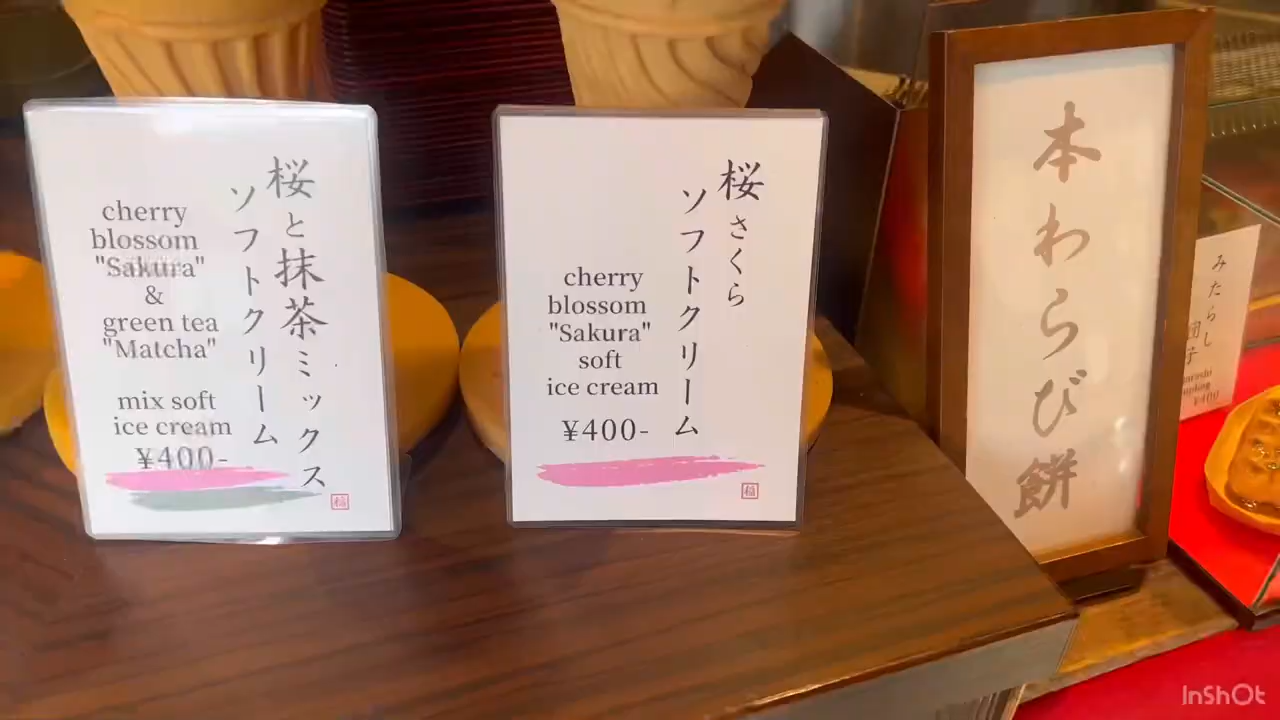 桜と抹茶ミックス
ソフトクリーム
cherry
blossom
"Sakura"
&
green tea
"Matcha"
mix soft
ice cream
¥400-
福
桜さくら
ソフトクリーム
cherry
blossom
"Sakura"
soft
ice cream
¥400-
福
本わらび餅
みたらし
団子
¥400
InShOt